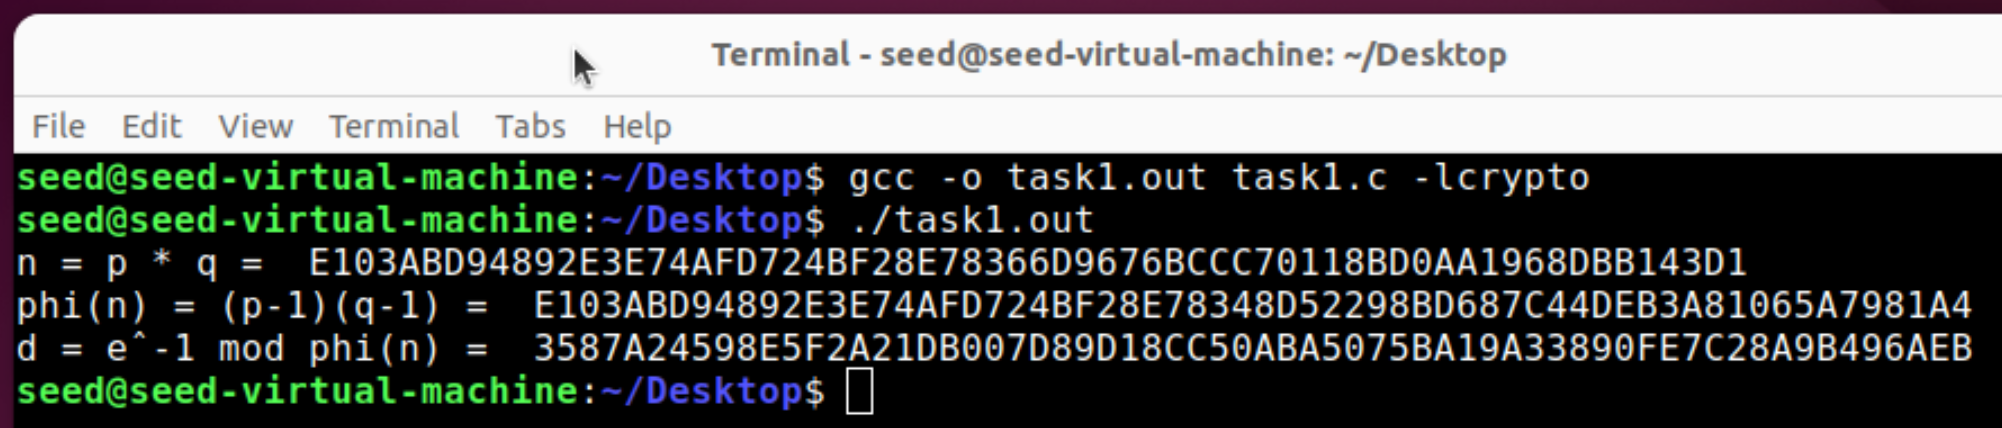 Terminal - seed@seed-virtual-machine: ~/Desktop
File Edit View Terminal Tabs Help
seed@seed-virtual-machine:~/Desktop$ gcc -o task1.out task1.c -lcrypto
seed@seed-virtual-machine:~/Desktop$ ./task1.out
n = p * q =  E103ABD94892E3E74AFD724BF28E78366D9676BCCC70118BD0AA1968DBB143D1
phi(n) = (p-1)(q-1) =  E103ABD94892E3E74AFD724BF28E78348D52298BD687C44DEB3A81065A7981A4
d = e^-1 mod phi(n) =  3587A24598E5F2A21DB007D89D18CC50ABA5075BA19A33890FE7C28A9B496AEB
seed@seed-virtual-machine:~/Desktop$